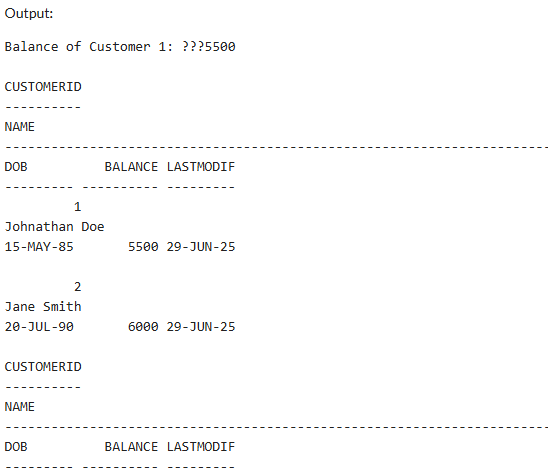 Output:
Balance of Customer 1: ???5500
CUSTOMERID
----------
NAME
--------------------------------------------------------------------------------
DOB          BALANCE LASTMODIF
--------- ---------- ---------
         1
Johnathan Doe
15-MAY-85       5500 29-JUN-25
         2
Jane Smith
20-JUL-90       6000 29-JUN-25
CUSTOMERID
----------
NAME
--------------------------------------------------------------------------------
DOB          BALANCE LASTMODIF
--------- ---------- ---------